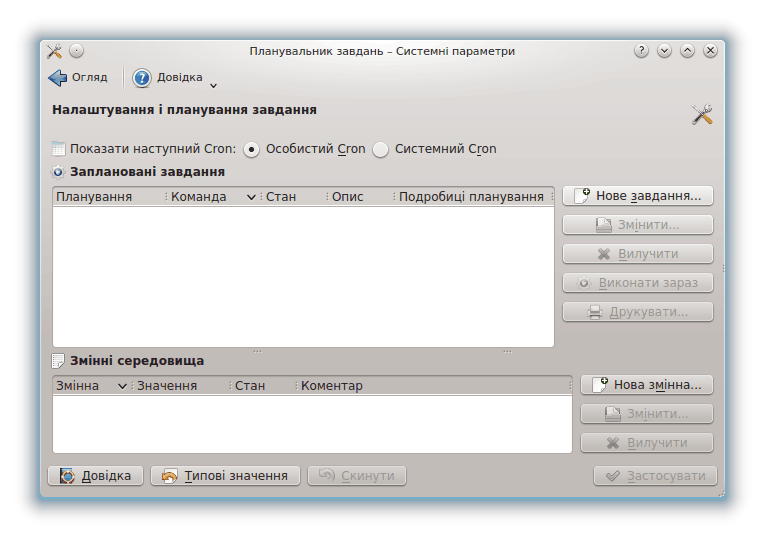 Планувальник завдань – Системні параметри
Огляд Довідка
Налаштування і планування завдання
Показати наступний Cron: Особистий Cron Системний Cron
Заплановані завдання
Планування Команда Стан Опис Подробиці планування
Нове завдання...
Змінити...
Вилучити
Виконати зараз
Друкувати...
Змінні середовища
Змінна Значення Стан Коментар
Нова змінна...
Змінити...
Вилучити
Довідка Типові значення Скинути Застосувати